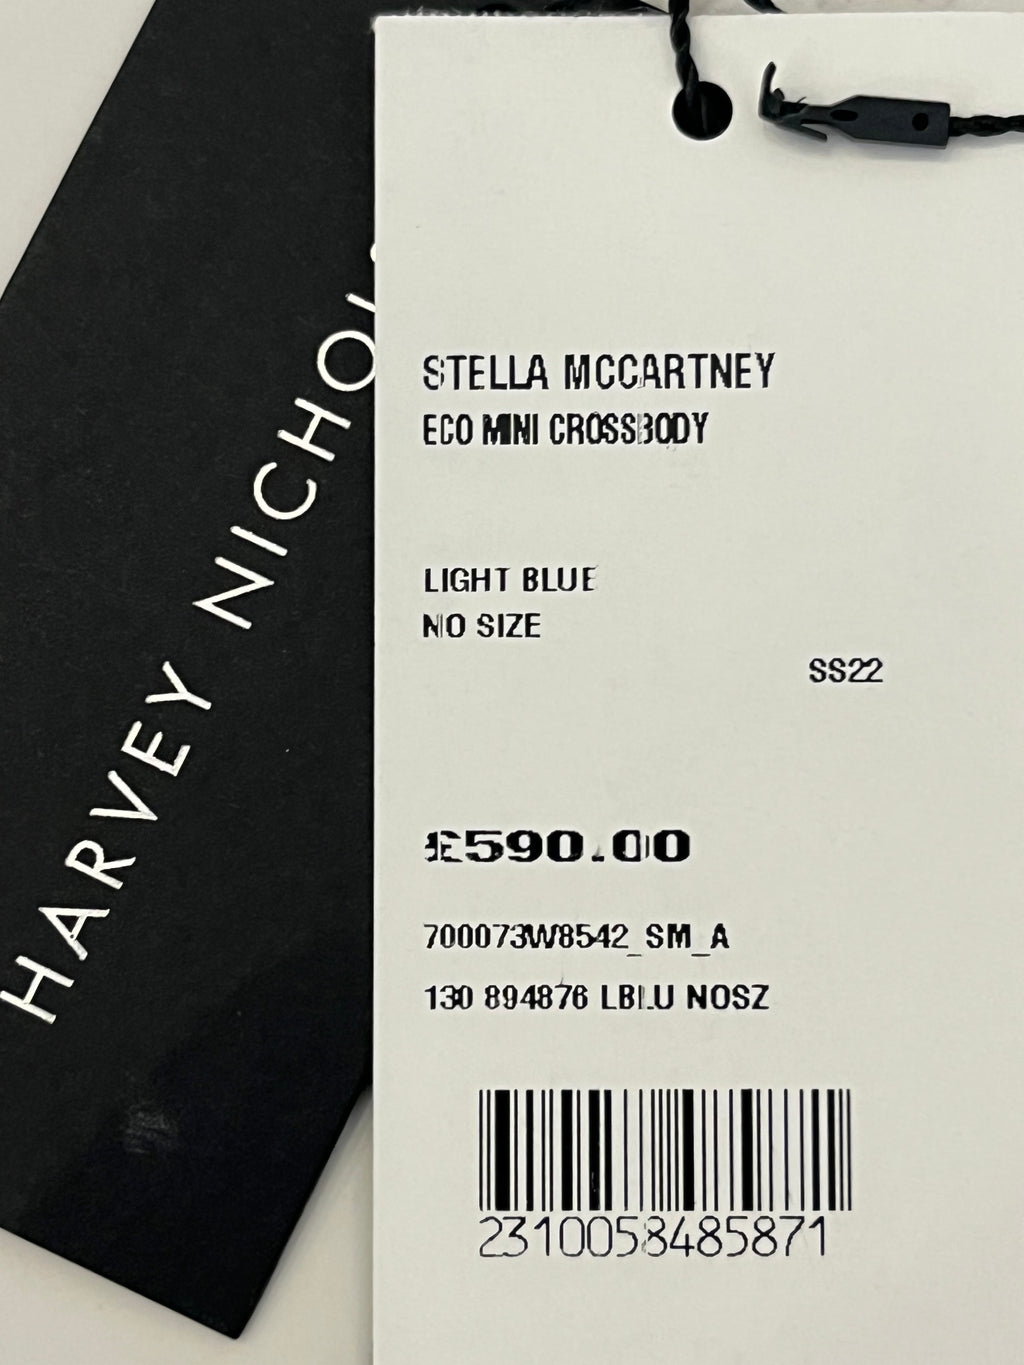 HARVEY NICHOL
STELLA MCCARTNEY
ECO MINI CROSSBODY
LIGHT BLUE
NO SIZE
SS22
£590.00
700073W8542_SM_A
130 894876 LBLU NOSZ
2310058485871